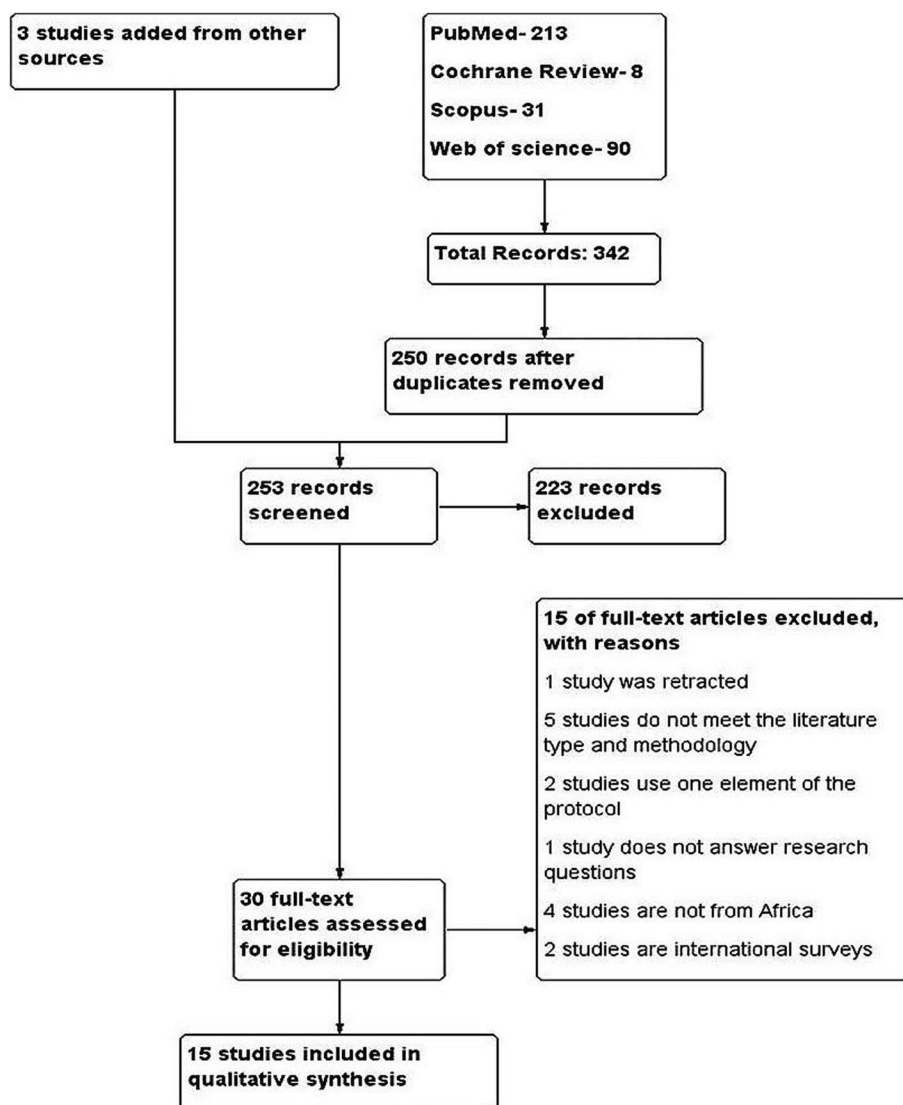 3 studies added from other
sources
PubMed- 213
Cochrane Review- 8
Scopus- 31
Web of science- 90
Total Records: 342
250 records after
duplicates removed
253 records
screened
223 records
excluded
15 of full-text articles excluded,
with reasons
1 study was retracted
5 studies do not meet the literature
type and methodology
2 studies use one element of the
protocol
1 study does not answer research
questions
4 studies are not from Africa
2 studies are international surveys
30 full-text
articles assessed
for eligibility
15 studies included in
qualitative synthesis